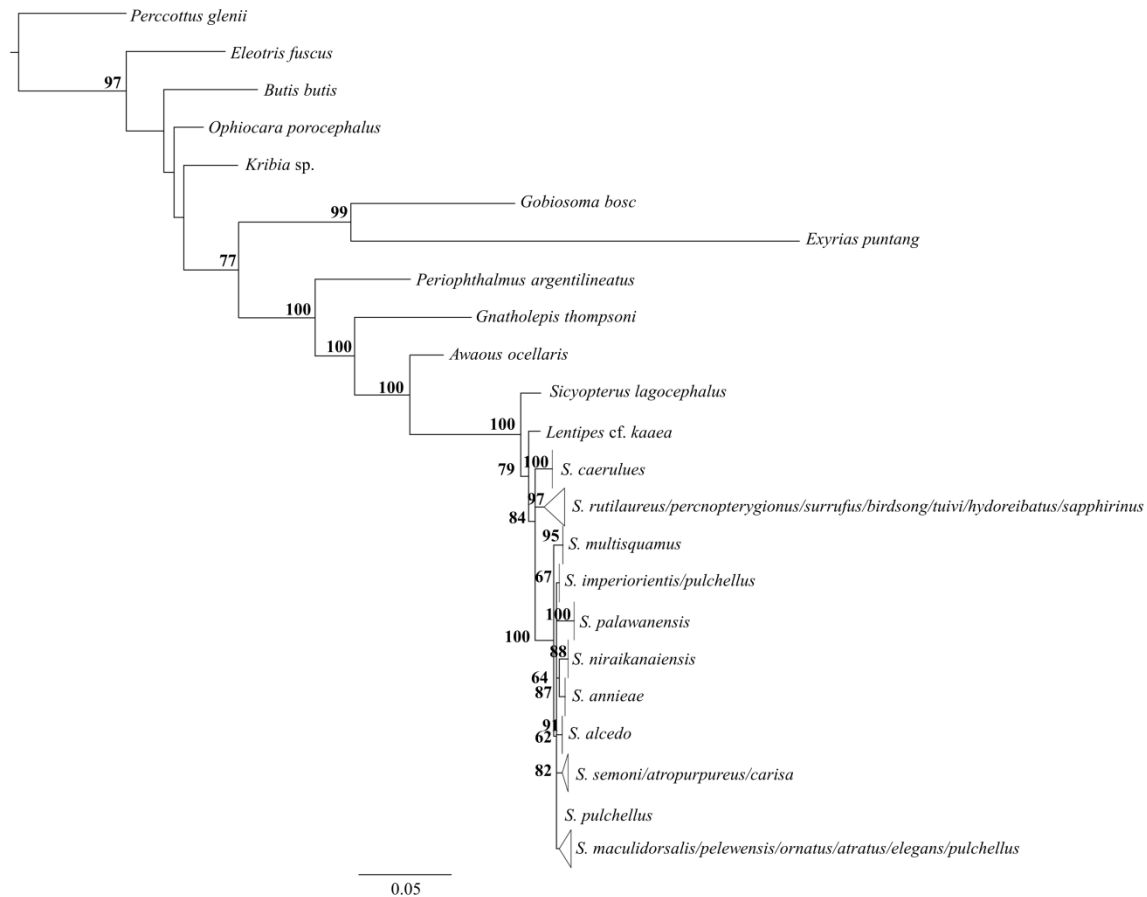 Perccottus glenii
Eleotris fuscus
97
Butis butis
Ophiocara porocephalus
Kribia sp.
Gobiosoma bosc
99
Exyrias puntang
77
Periophthalmus argentilineatus
100
Gnatholepis thompsoni
100
Awaous ocellaris
100
Sicyopterus lagocephalus
100
Lentipes cf. kaaea
79
100 S. caerulues
97 S. rutilaureus/percnopterygionus/surrufus/birdsong/tuivi/hydoreibatus/sapphirinus
84
95 S. multisquamus
67 S. imperiorientis/pulchellus
100 S. palawanensis
100
88 S. niraikanaiensis
64
87 S. annieae
91 S. alcedo
62
82 S. semoni/atropurpureus/carisa
S. pulchellus
S. maculidorsalis/pelewensis/ornatus/atratus/elegans/pulchellus
0.05